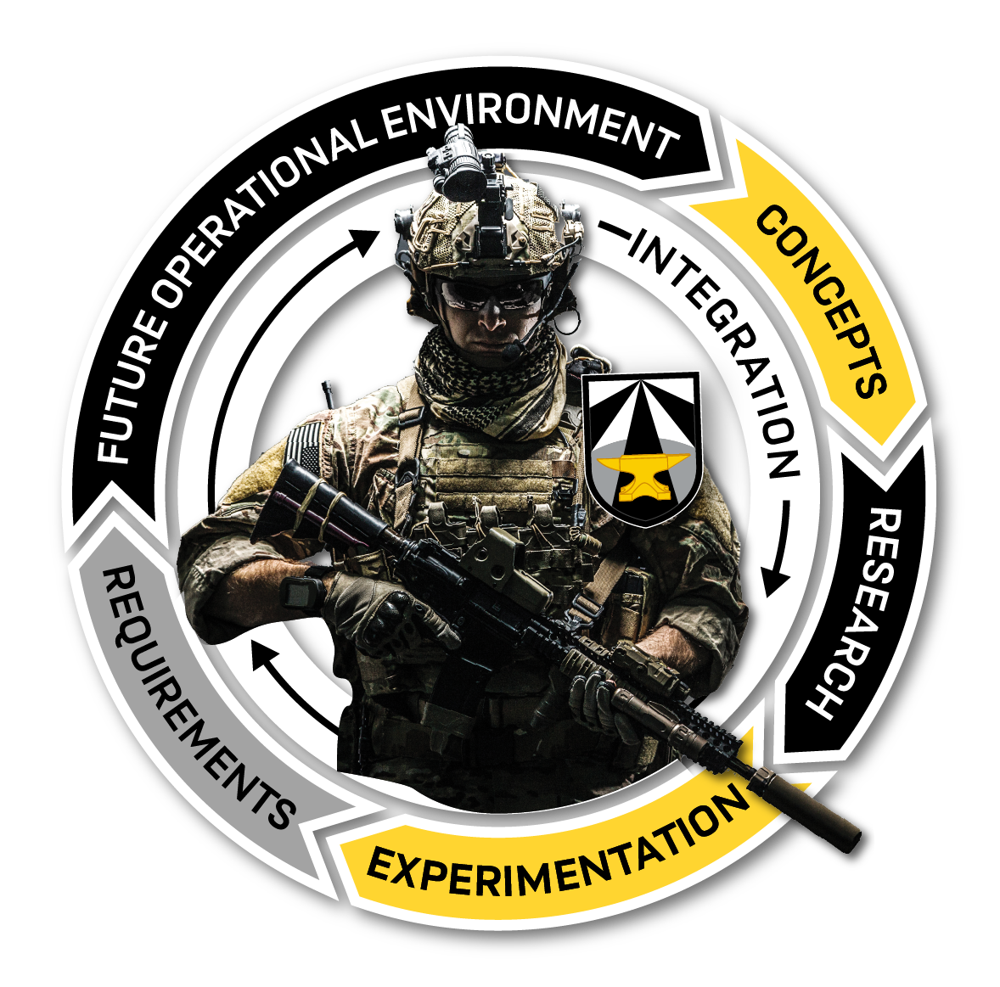 FUTURE OPERATIONAL ENVIRONMENT
CONCEPTS
RESEARCH
EXPERIMENTATION
REQUIREMENTS
INTEGRATION